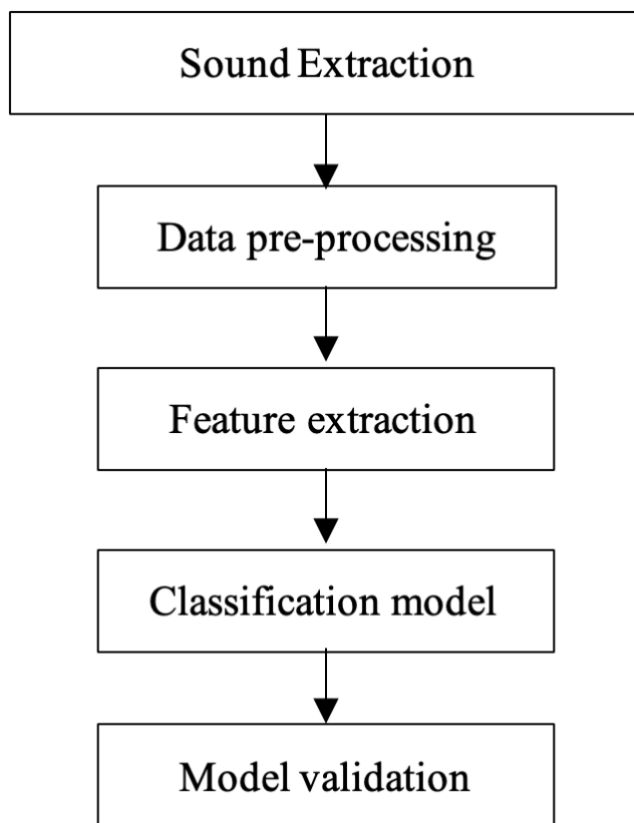 Sound Extraction
Data pre-processing
Feature extraction
Classification model
Model validation